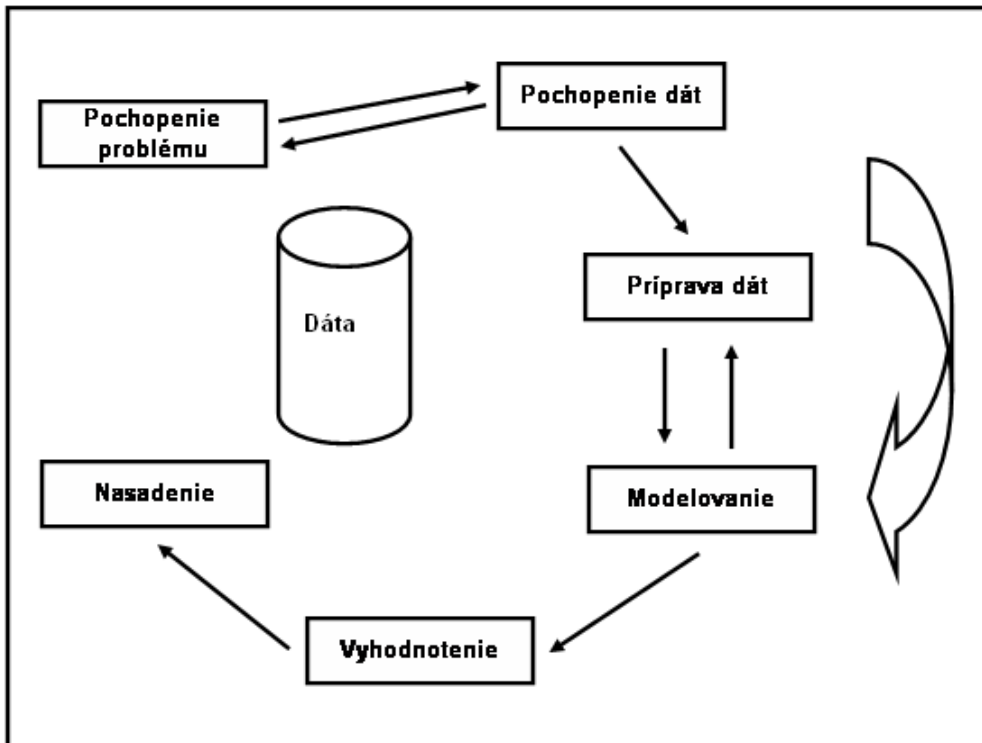 Pochopenie dát
Pochopenie
problému
Príprava dát
Dáta
Nasadenie
Modelovanie
Vyhodnotenie